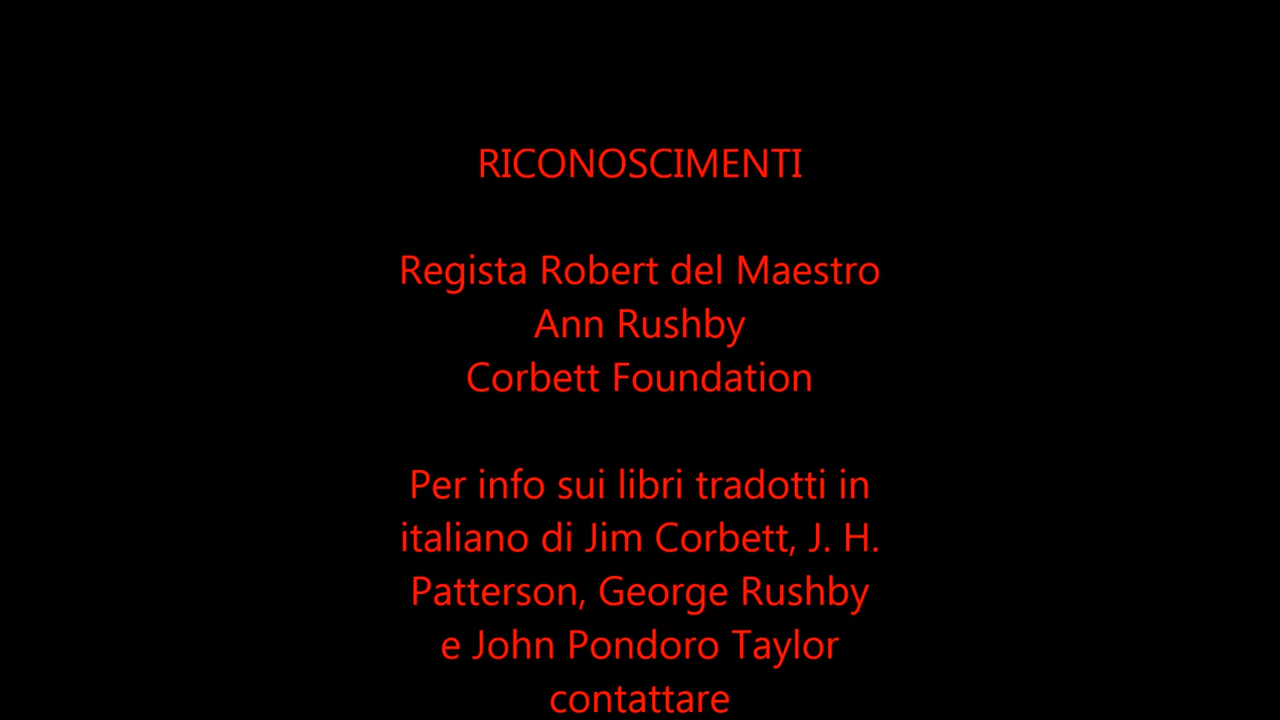 RICONOSCIMENTI
Regista Robert del Maestro
Ann Rushby
Corbett Foundation
Per info sui libri tradotti in
italiano di Jim Corbett, J. H.
Patterson, George Rushby
e John Pondoro Taylor
contattare